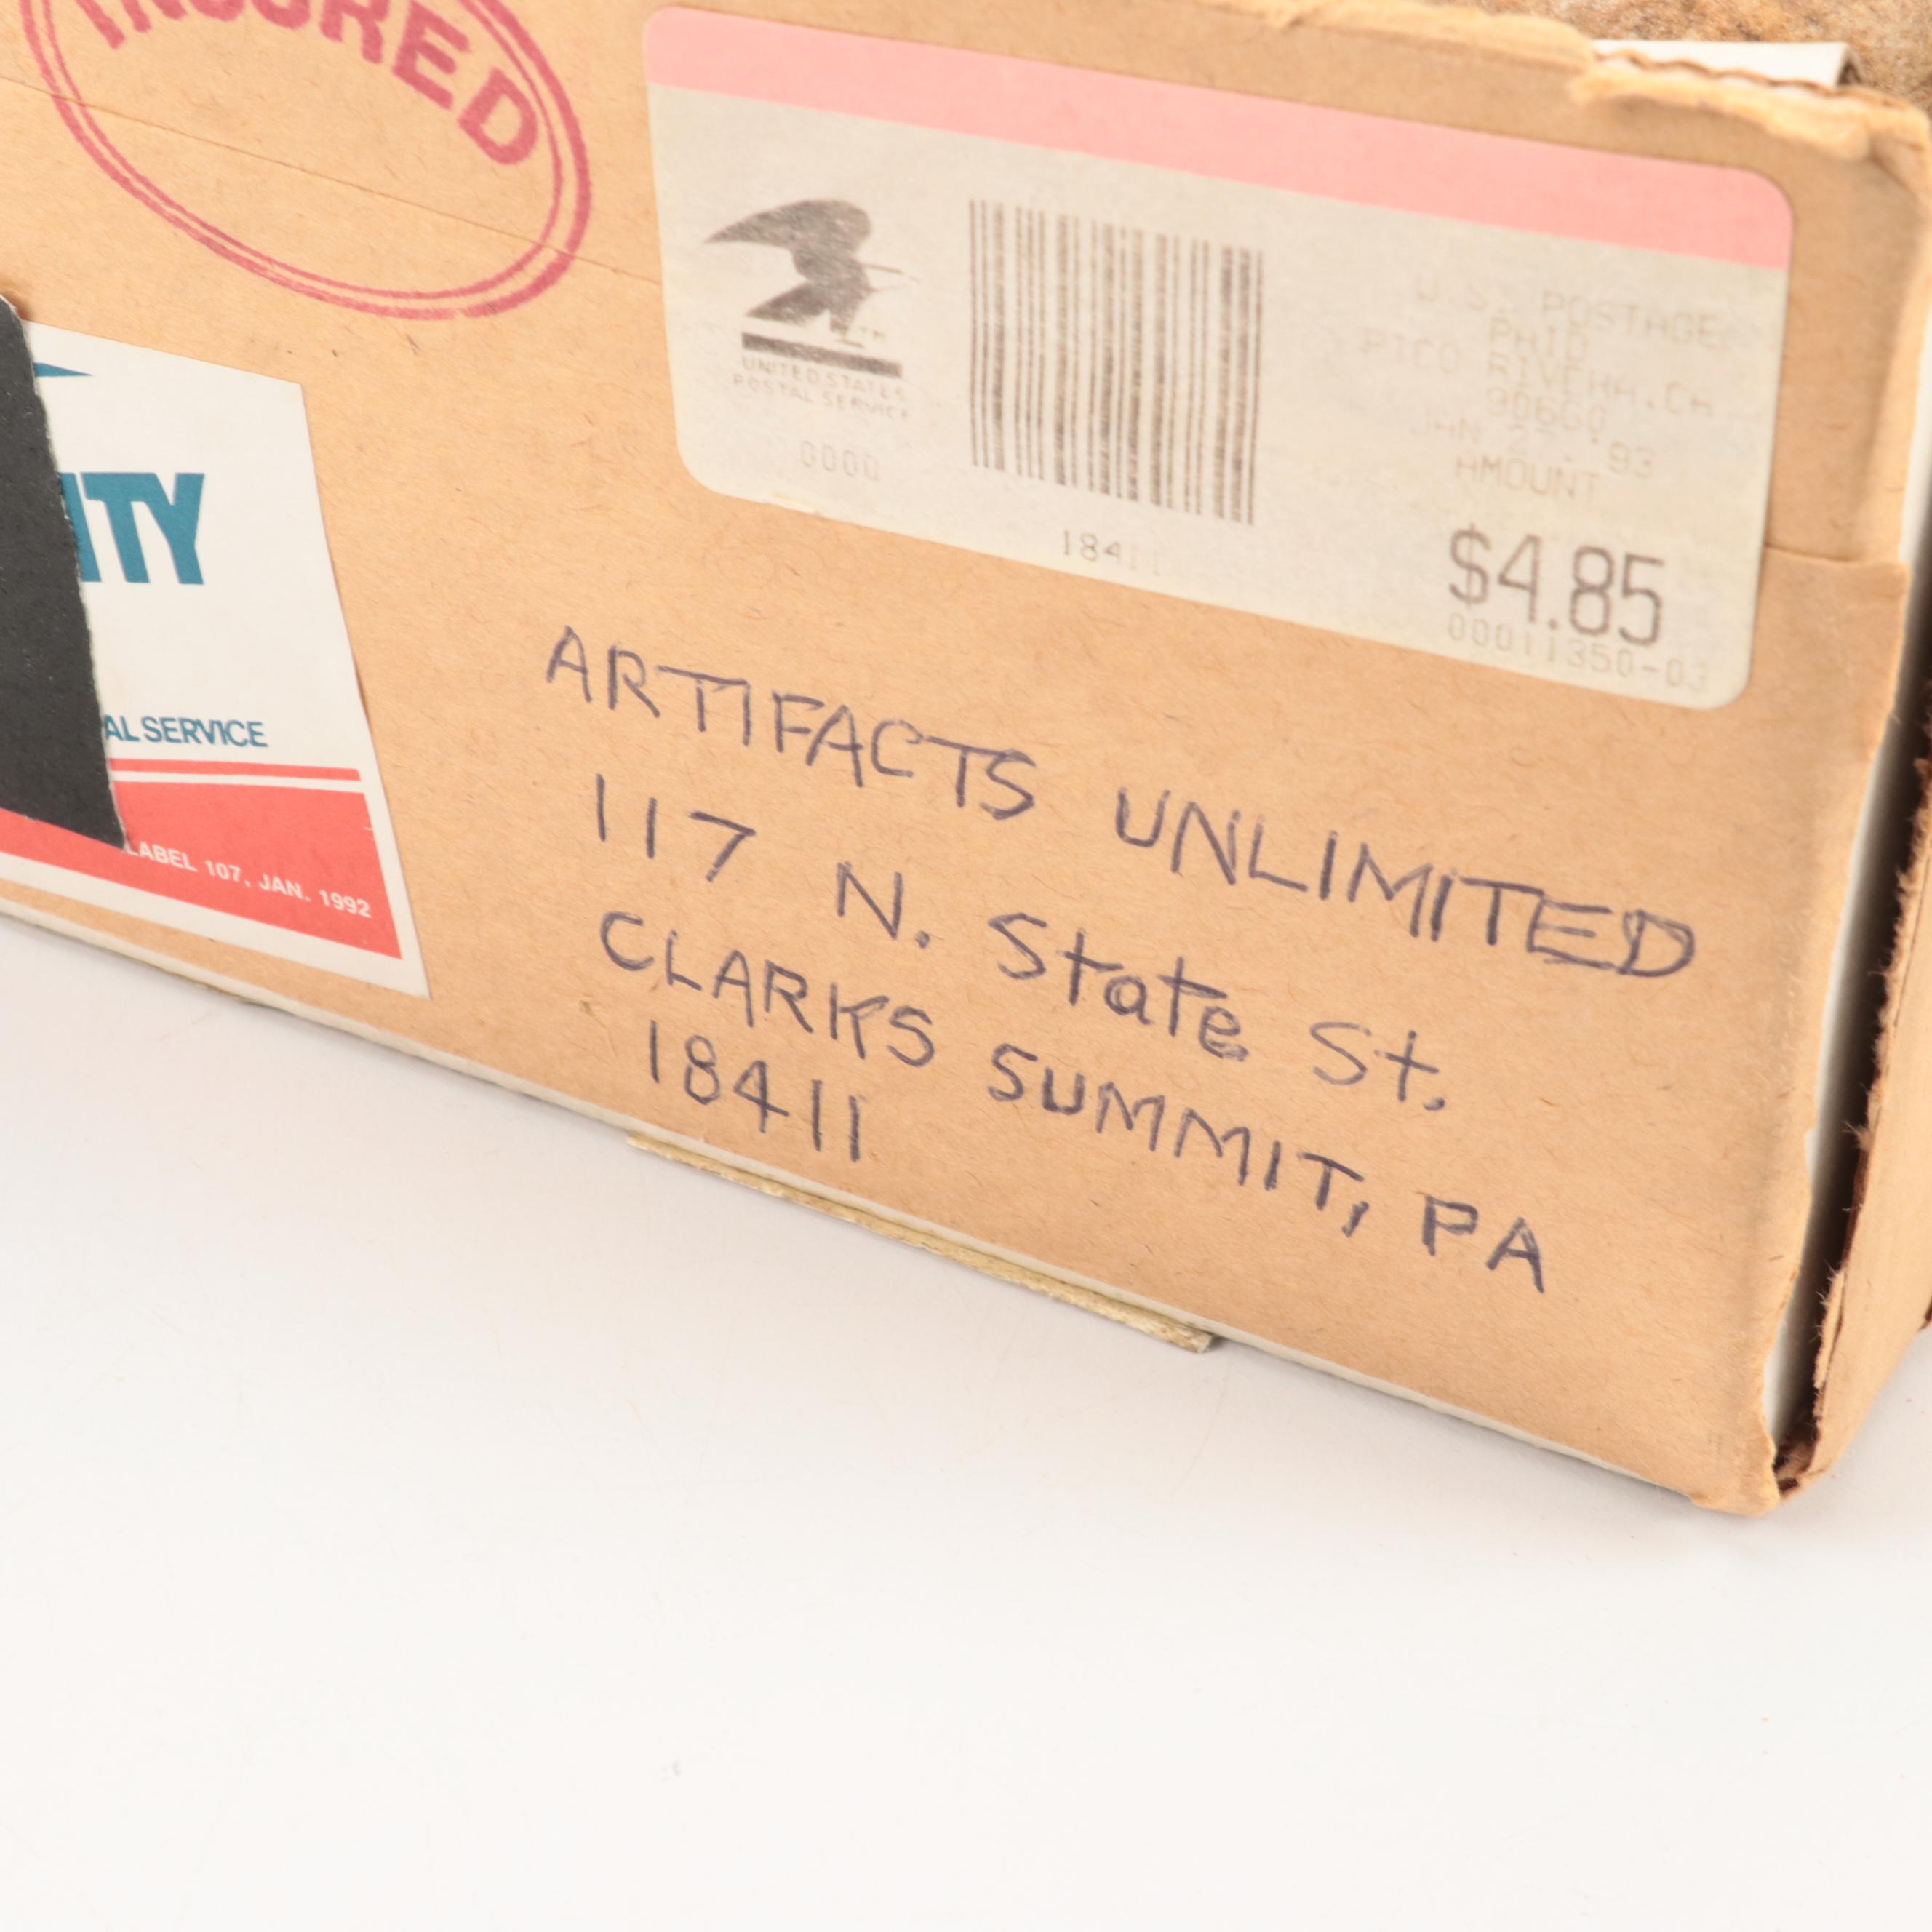 INSURED
ITY
AL SERVICE
LABEL 107, JAN. 1992
UNITED STATES
POSTAL SERVICE
0000
18411
U.S. POSTAGE
PAID
PICO RIVERA, CA
90660
JAN '93
AMOUNT
$4.85
00011350-03
ARTIFACTS UNLIMITED
117 N. State St.
CLARKS SUMMIT, PA
18411